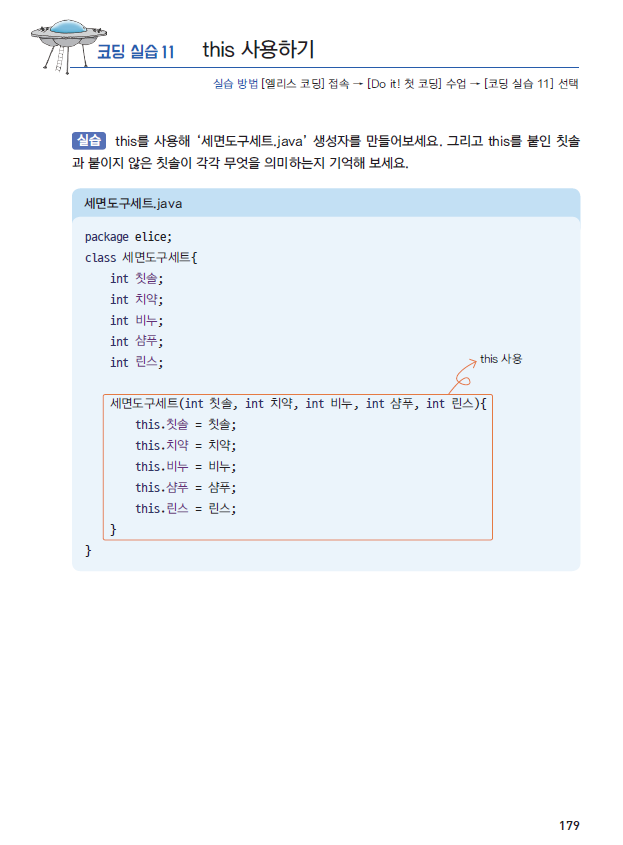 코딩 실습 11 this 사용하기
실습 방법 [엘리스 코딩] 접속 → [Do it! 첫 코딩] 수업 → [코딩 실습 11] 선택
실습 this를 사용해 ‘세면도구세트.java’ 생성자를 만들어보세요. 그리고 this를 붙인 칫솔
과 붙이지 않은 칫솔이 각각 무엇을 의미하는지 기억해 보세요.
세면도구세트.java
package elice;
class 세면도구세트{
    int 칫솔;
    int 치약;
    int 비누;
    int 샴푸;
    int 린스;
this 사용
    세면도구세트(int 칫솔, int 치약, int 비누, int 샴푸, int 린스){
        this.칫솔 = 칫솔;
        this.치약 = 치약;
        this.비누 = 비누;
        this.샴푸 = 샴푸;
        this.린스 = 린스;
    }
}
179